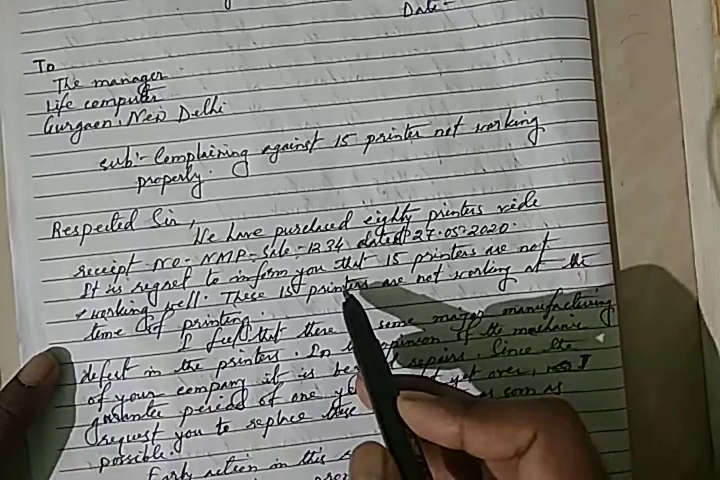 Date-
To
The manager
Life computer
Gurgaon, New Delhi
sub:- Complaining against 15 printer not working
properly.
Respected Sir,
We have purchased eighty printers vide
receipt No- NMP-Sale-1234 dated 27.05.2020.
It is regret to inform you that 15 printers are not
working well. These 15 printers are not working at the
time of printing.
I feel that there some major manufacturing
defect in the printers. In opinion of the mechanic
of your company it is repairs. Since the
guarantee period of one yet over, I
request you to replace these as soon as
possible.
Early action in this